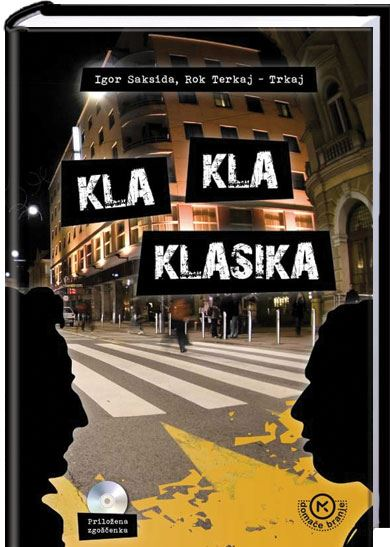 Igor Saksida, Rok Terkaj – Trkaj
KLA
KLA
KLASIKA
Priložena
zgoščenka
M
domače branje